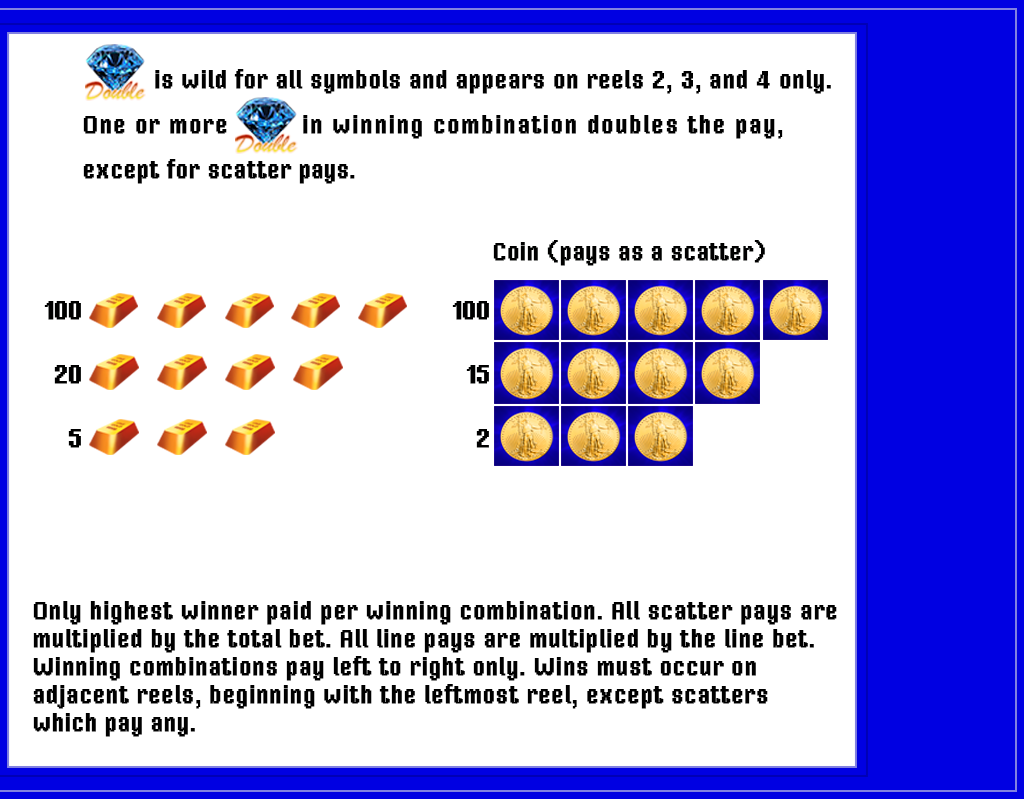 Double is wild for all symbols and appears on reels 2, 3, and 4 only.
One or more Double in winning combination doubles the pay,
except for scatter pays.
Coin (pays as a scatter)
100
20
5
100
15
2
Only highest winner paid per winning combination. All scatter pays are
multiplied by the total bet. All line pays are multiplied by the line bet.
Winning combinations pay left to right only. Wins must occur on
adjacent reels, beginning with the leftmost reel, except scatters
which pay any.